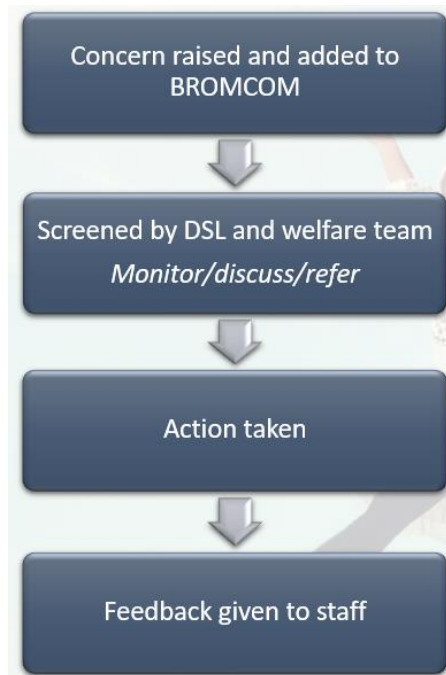 Concern raised and added to
BROMCOM
Screened by DSL and welfare team
Monitor/discuss/refer
Action taken
Feedback given to staff